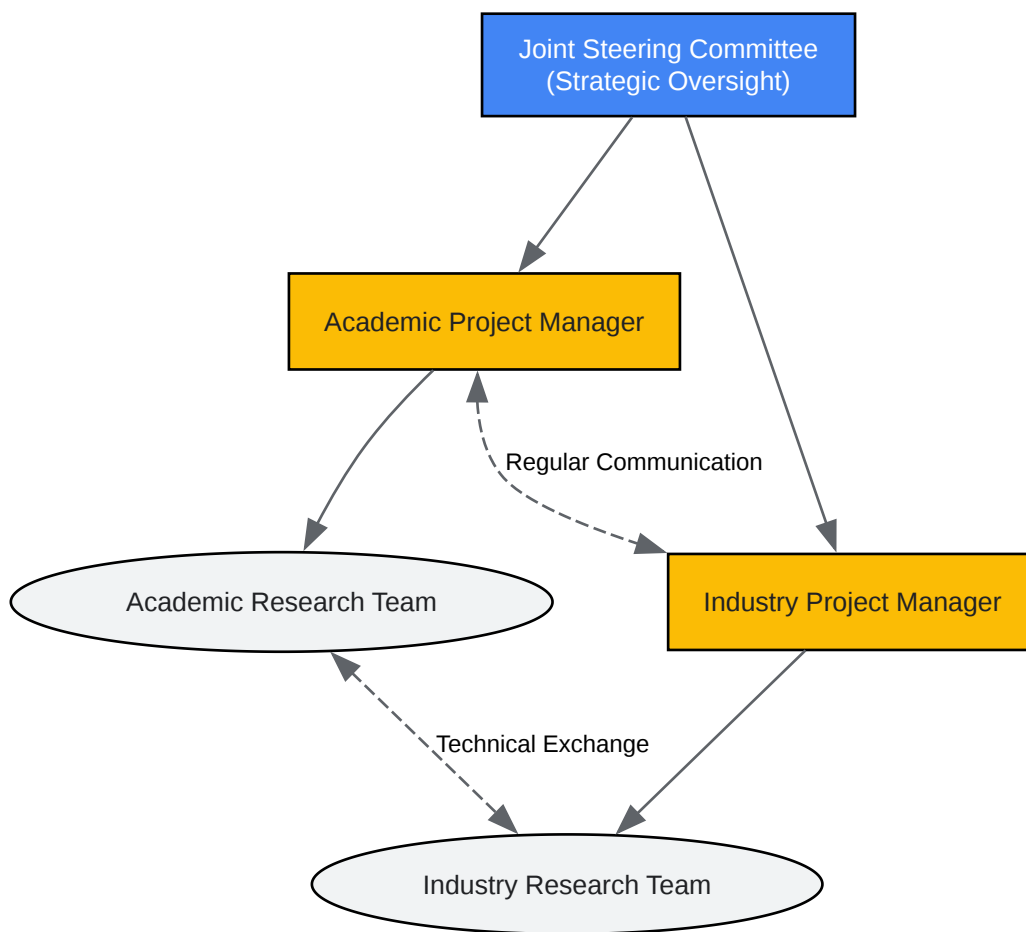 Joint Steering Committee
(Strategic Oversight)
Academic Project Manager
Regular Communication
Academic Research Team
Industry Project Manager
Technical Exchange
Industry Research Team